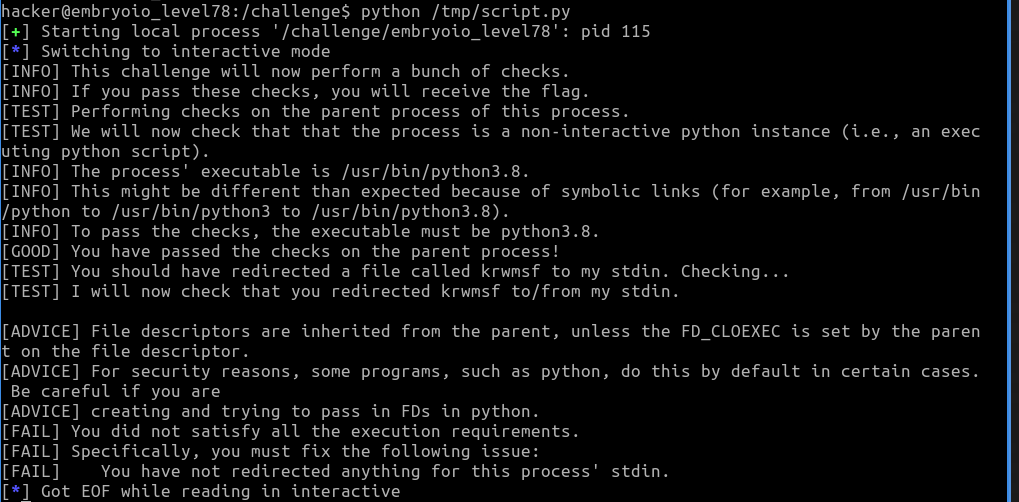 hacker@embryoio_level78:/challenge$ python /tmp/script.py
[+] Starting local process '/challenge/embryoio_level78': pid 115
[*] Switching to interactive mode
[INFO] This challenge will now perform a bunch of checks.
[INFO] If you pass these checks, you will receive the flag.
[TEST] Performing checks on the parent process of this process.
[TEST] We will now check that that the process is a non-interactive python instance (i.e., an exec
uting python script).
[INFO] The process' executable is /usr/bin/python3.8.
[INFO] This might be different than expected because of symbolic links (for example, from /usr/bin
/python to /usr/bin/python3 to /usr/bin/python3.8).
[INFO] To pass the checks, the executable must be python3.8.
[GOOD] You have passed the checks on the parent process!
[TEST] You should have redirected a file called krwmsf to my stdin. Checking...
[TEST] I will now check that you redirected krwmsf to/from my stdin.

[ADVICE] File descriptors are inherited from the parent, unless the FD_CLOEXEC is set by the paren
t on the file descriptor.
[ADVICE] For security reasons, some programs, such as python, do this by default in certain cases.
 Be careful if you are
[ADVICE] creating and trying to pass in FDs in python.
[FAIL] You did not satisfy all the execution requirements.
[FAIL] Specifically, you must fix the following issue:
[FAIL]    You have not redirected anything for this process' stdin.
[*] Got EOF while reading in interactive